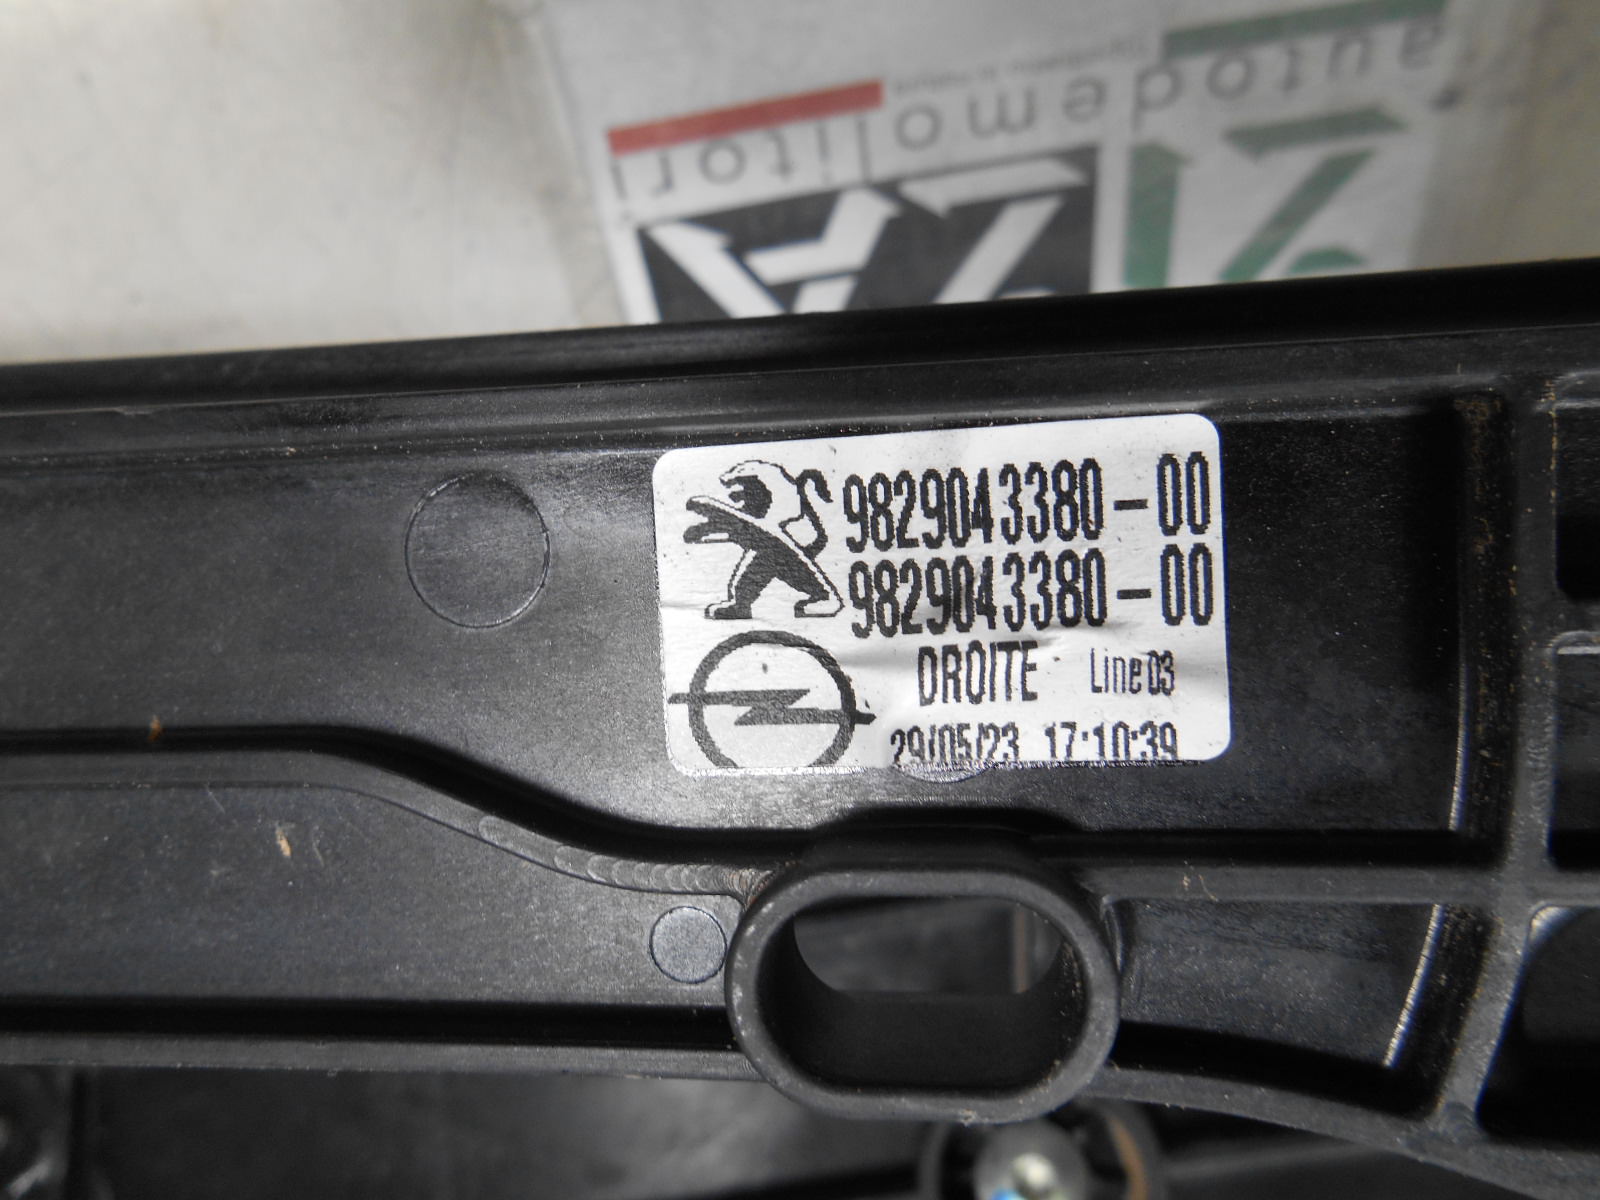 autodemolitori
9829043380-00
9829043380-00
DROITE Line 03
29/05/23 17:10:39